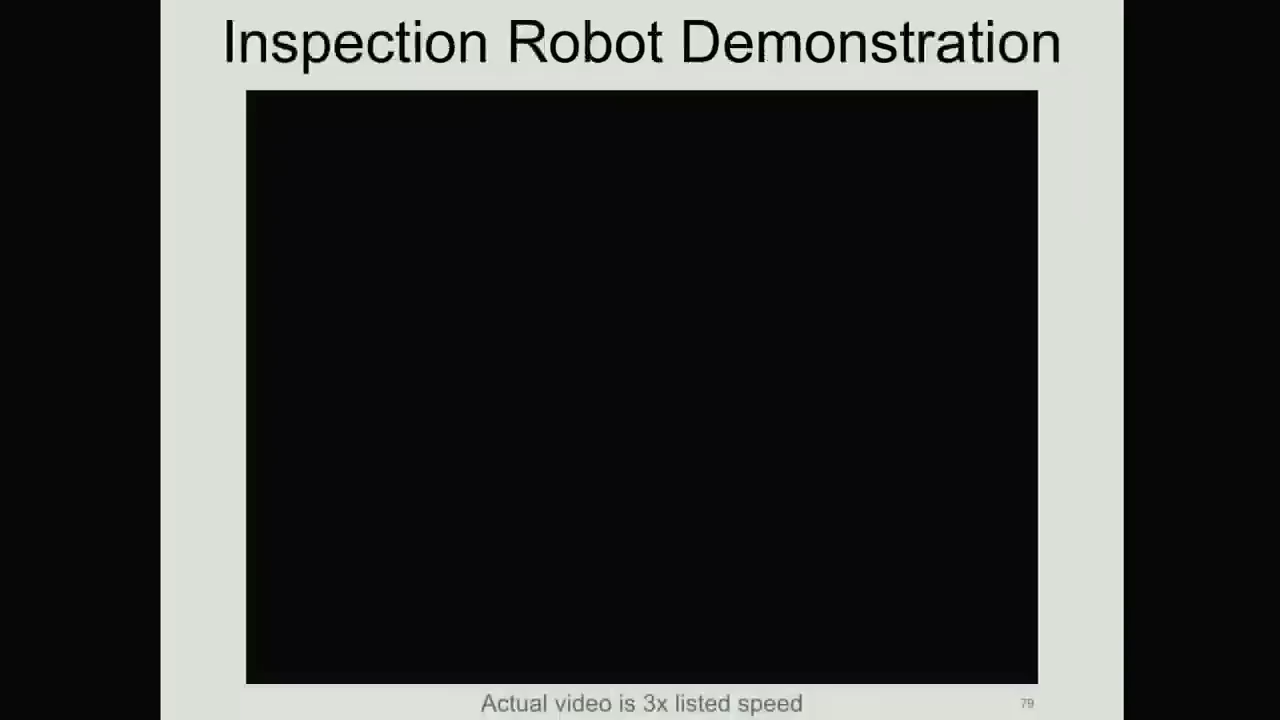 Inspection Robot Demonstration
Actual video is 3x listed speed
79